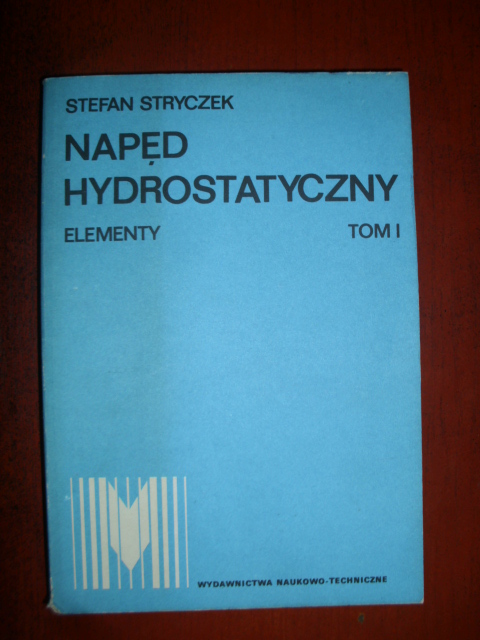 STEFAN STRYCZEK
NAPĘD
HYDROSTATYCZNY
ELEMENTY TOM I
WYDAWNICTWA NAUKOWO-TECHNICZNE